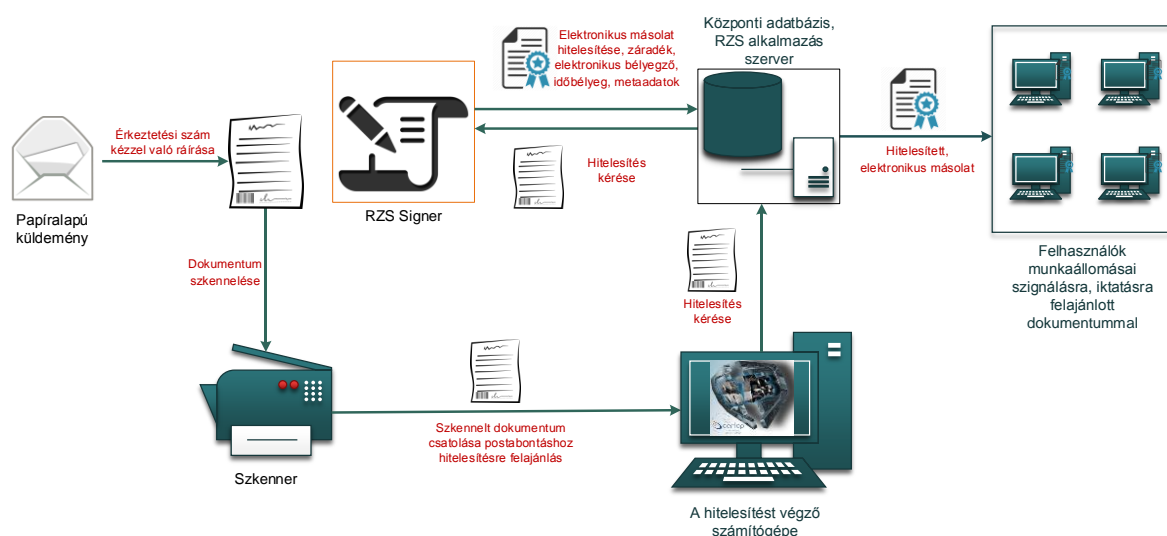 Elektronikus másolat
hitelesítése, záradék,
elektronikus bélyegző,
időbélyeg, metaadatok
Központi adatbázis,
RZS alkalmazás
szerver
Érkeztetési szám
kézzel való ráírása
Hitelesítés
kérése
Hitelesített,
elektronikus másolat
Papíralapú
küldemény
RZS Signer
Dokumentum
szkennelése
Hitelesítés
kérése
Felhasználók
munkaállomásai
szignálásra, iktatásra
felajánlott
dokumentummal
Szkennelt dokumentum
csatolása postabontáshoz
hitelesítésre felajánlás
Szkenner
A hitelesítést végző
számítógépe